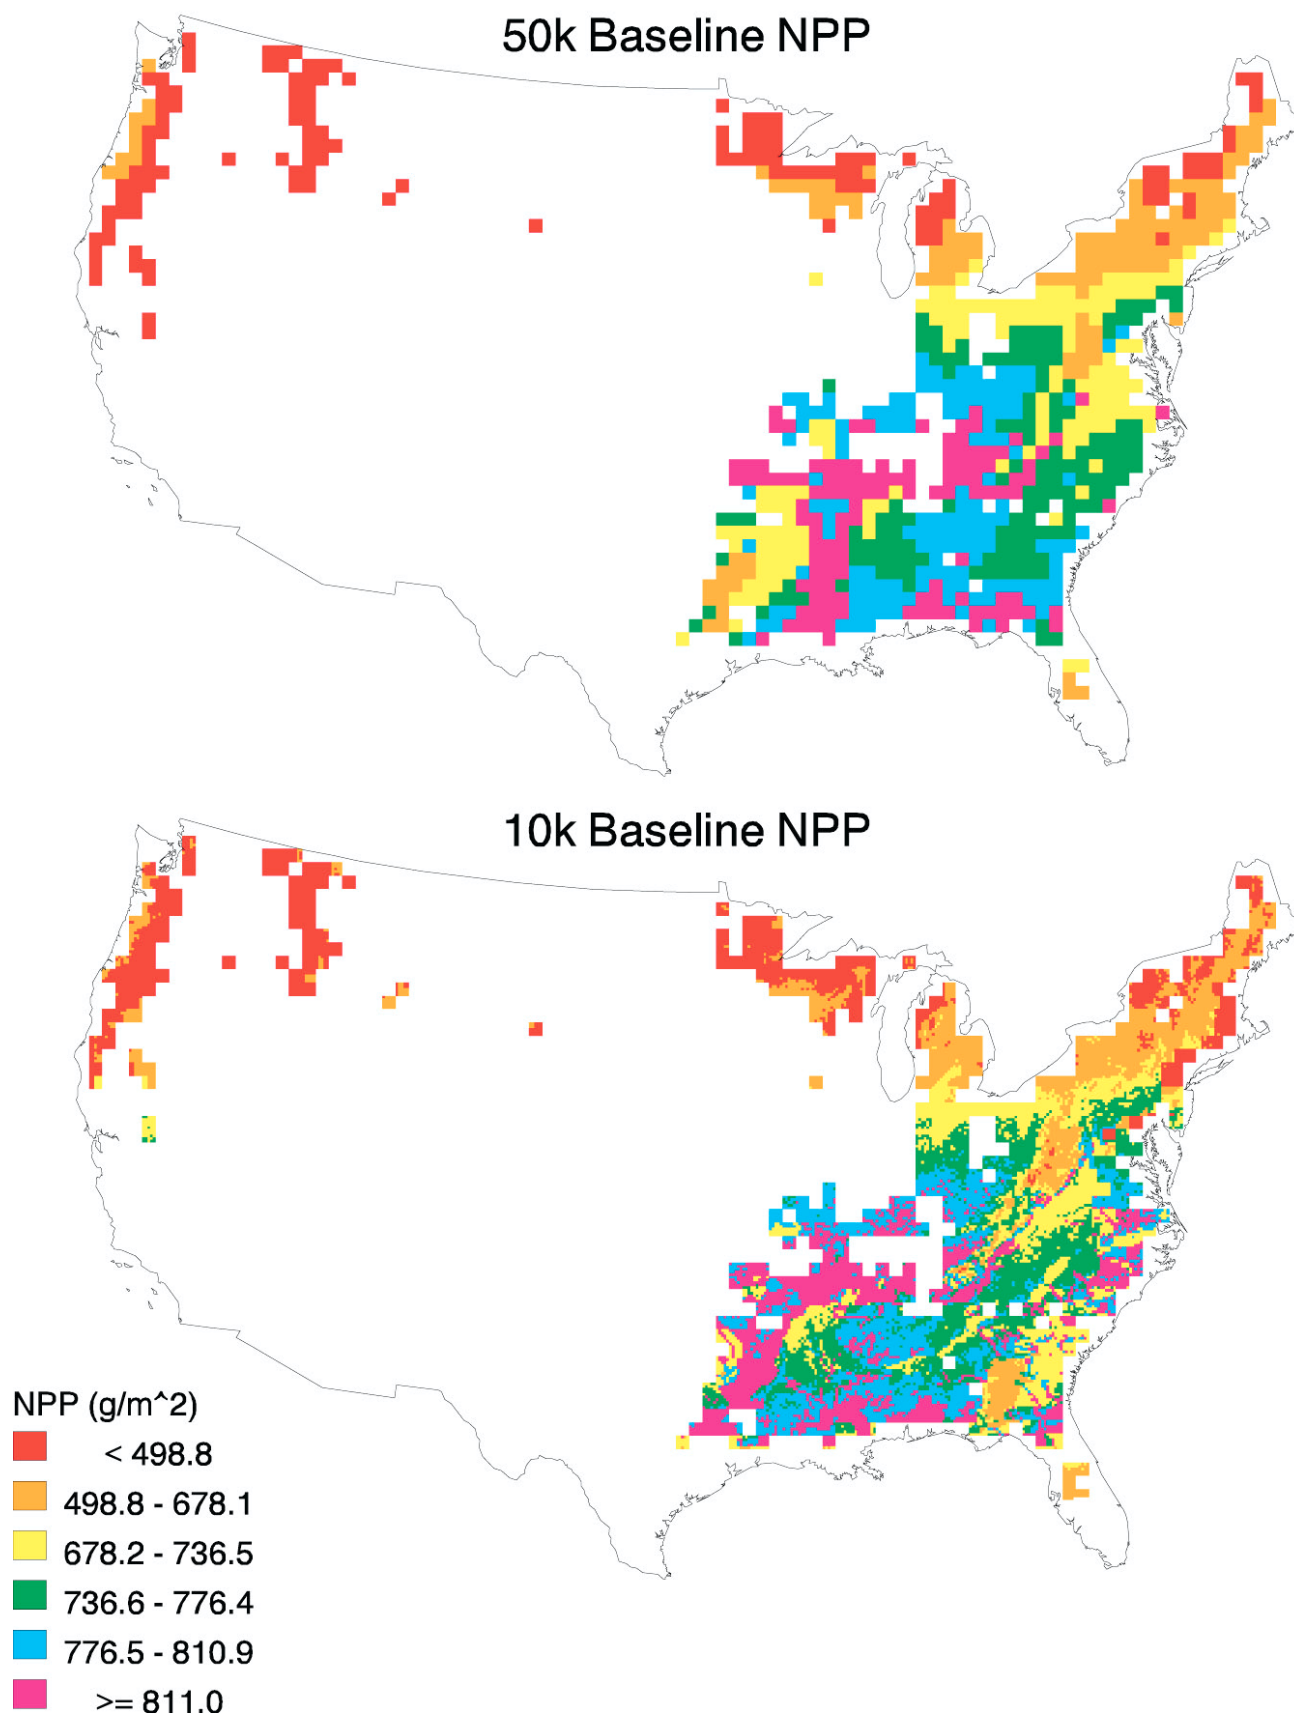 50k Baseline NPP
10k Baseline NPP
NPP (g/m^2)
< 498.8
498.8 - 678.1
678.2 - 736.5
736.6 - 776.4
776.5 - 810.9
>= 811.0